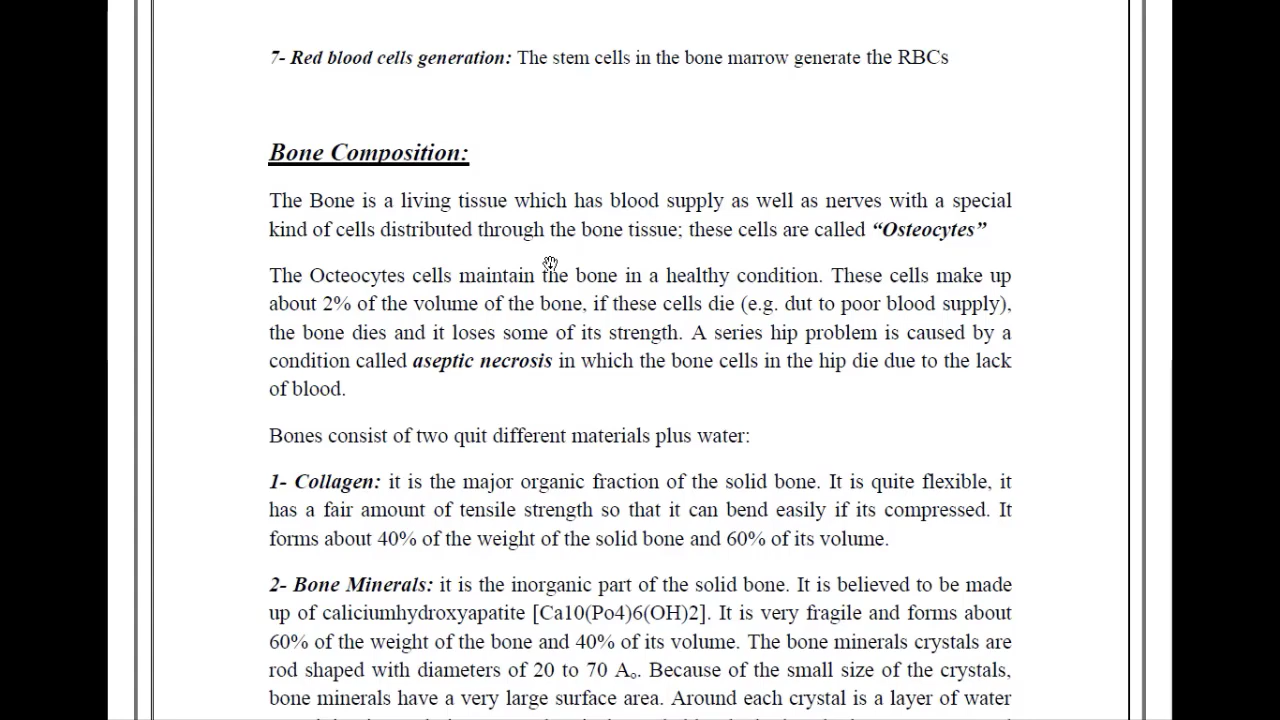 7- Red blood cells generation: The stem cells in the bone marrow generate the RBCs
Bone Composition:
The Bone is a living tissue which has blood supply as well as nerves with a special
kind of cells distributed through the bone tissue; these cells are called “Osteocytes”
The Octeocytes cells maintain the bone in a healthy condition. These cells make up
about 2% of the volume of the bone, if these cells die (e.g. dut to poor blood supply),
the bone dies and it loses some of its strength. A series hip problem is caused by a
condition called aseptic necrosis in which the bone cells in the hip die due to the lack
of blood.
Bones consist of two quit different materials plus water:
1- Collagen: it is the major organic fraction of the solid bone. It is quite flexible, it
has a fair amount of tensile strength so that it can bend easily if its compressed. It
forms about 40% of the weight of the solid bone and 60% of its volume.
2- Bone Minerals: it is the inorganic part of the solid bone. It is believed to be made
up of caliciumhydroxyapatite [Ca10(Po4)6(OH)2]. It is very fragile and forms about
60% of the weight of the bone and 40% of its volume. The bone minerals crystals are
rod shaped with diameters of 20 to 70 Aₒ. Because of the small size of the crystals,
bone minerals have a very large surface area. Around each crystal is a layer of water